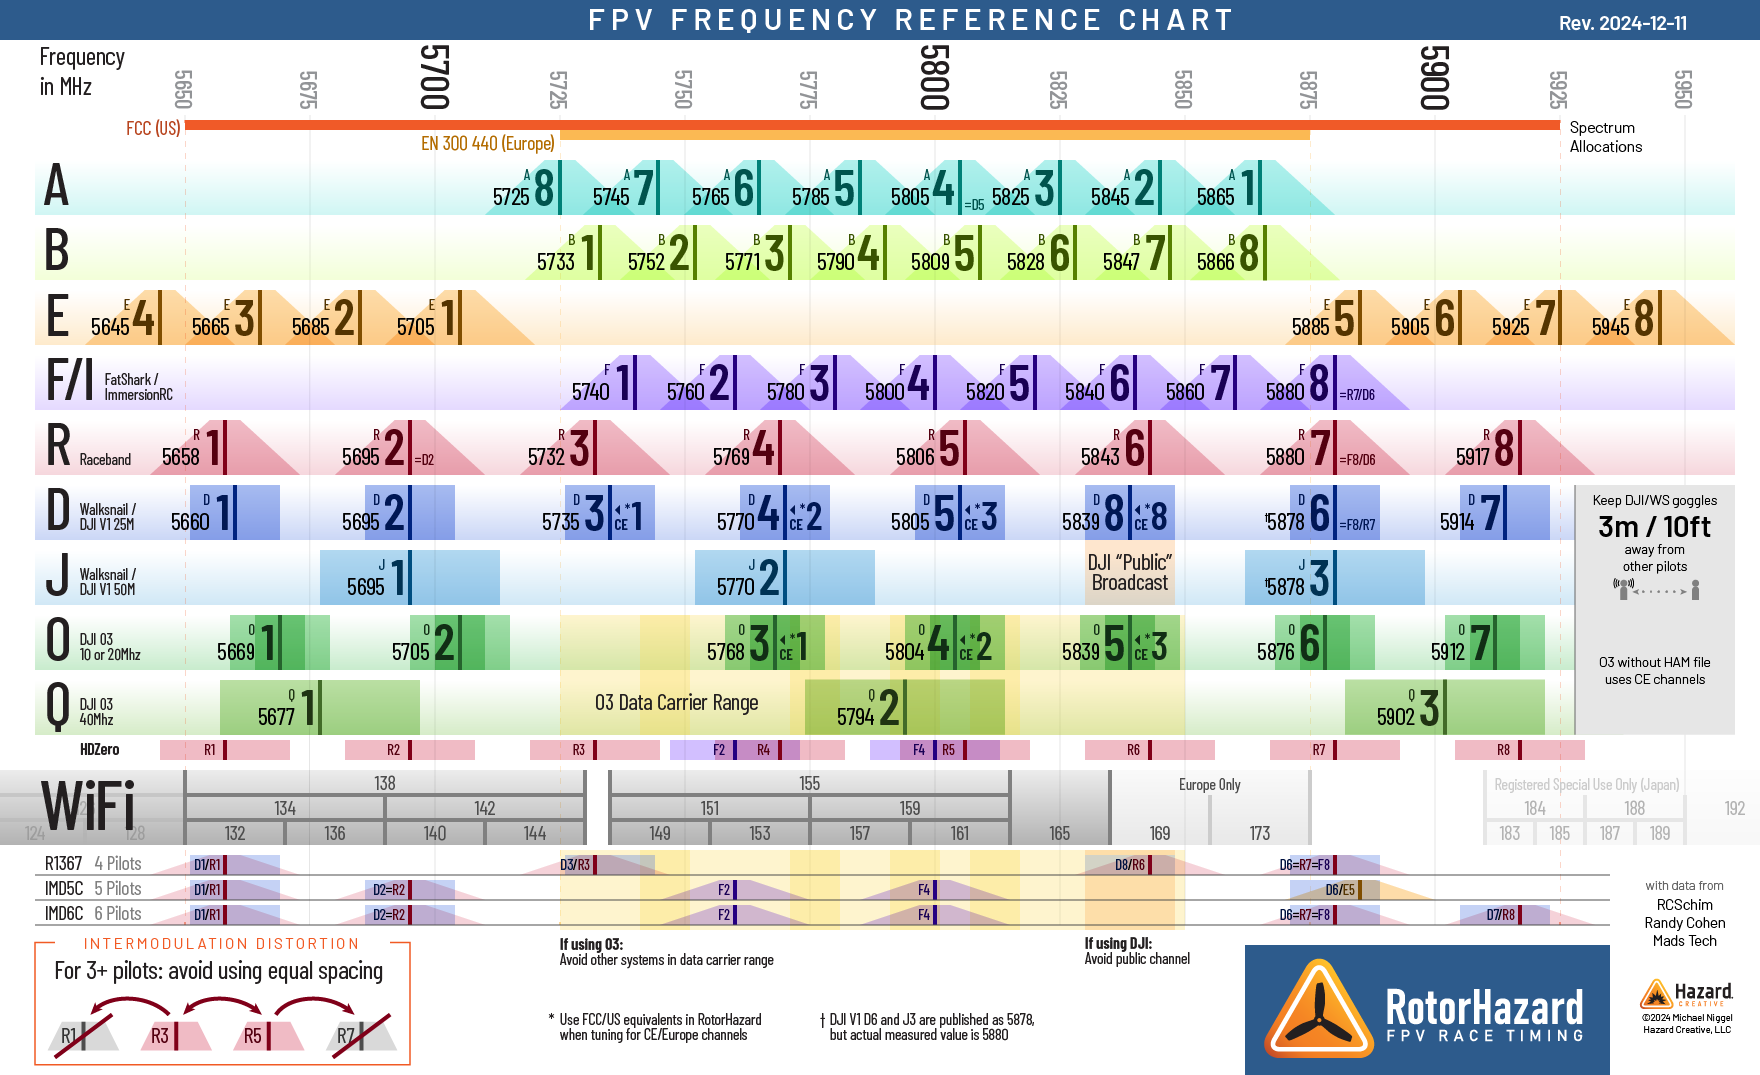 FPV FREQUENCY REFERENCE CHART
Rev. 2024-12-11
Frequency
in MHz
5650
5675
5700
5725
5750
5775
5800
5825
5850
5875
5900
5925
5950
FCC (US)
EN 300 440 (Europe)
Spectrum
Allocations
A
5725 A 8
5745 A 7
5765 A 6
5785 A 5
5805 A 4 =D5
5825 A 3
5845 A 2
5865 A 1
B
5733 B 1
5752 B 2
5771 B 3
5790 B 4
5809 B 5
5828 B 6
5847 B 7
5866 B 8
E
5645 E 4
5665 E 3
5685 E 2
5705 E 1
5885 E 5
5905 E 6
5925 E 7
5945 E 8
F/I
FatShark /
ImmersionRC
5740 F 1
5760 F 2
5780 F 3
5800 F 4
5820 F 5
5840 F 6
5860 F 7
5880 F 8 =R7/D6
R
Raceband
5658 R 1
5695 R 2 =D2
5732 R 3
5769 R 4
5806 R 5
5843 R 6
5880 R 7 =F8/D6
5917 R 8
D
Walksnail /
DJI V1 25M
5660 D 1
5695 D 2
5735 D 3 ◂CE *1
5770 D 4 ◂CE *2
5805 D 5 ◂CE *3
5839 D 8 ◂CE *8
†5878 D 6 =F8/R7
5914 D 7
J
Walksnail /
DJI V1 50M
5695 J 1
5770 J 2
DJI “Public”
Broadcast
†5878 J 3
O
DJI O3
10 or 20Mhz
5669 O 1
5705 O 2
5768 O 3 ◂CE *1
5804 O 4 ◂CE *2
5839 O 5 ◂CE *3
5876 O 6
5912 O 7
Q
DJI O3
40Mhz
5677 Q 1
O3 Data Carrier Range
5794 Q 2
5902 Q 3
Keep DJI/WS goggles
3m / 10ft
away from
other pilots
O3 without HAM file
uses CE channels
HDZero
R1
R2
R3
F2
R4
F4
R5
R6
R7
R8
WiFi
138
155
Europe Only
Registered Special Use Only (Japan)
134
142
151
159
184
188
192
124
128
132
136
140
144
149
153
157
161
165
169
173
183
185
187
189
R1367 4 Pilots
D1/R1
D3/R3
D8/R6
D6=R7=F8
IMD5C 5 Pilots
D1/R1
D2=R2
F2
F4
D6/E5
IMD6C 6 Pilots
D1/R1
D2=R2
F2
F4
D6=R7=F8
D7/R8
with data from
RCSchim
Randy Cohen
Mads Tech
INTERMODULATION DISTORTION
For 3+ pilots: avoid using equal spacing
R1
R3
R5
R7
If using O3:
Avoid other systems in data carrier range
If using DJI:
Avoid public channel
* Use FCC/US equivalents in RotorHazard
when tuning for CE/Europe channels
† DJI V1 D6 and J3 are published as 5878,
but actual measured value is 5880
RotorHazard
FPV RACE TIMING
Hazard
CREATIVE
©2024 Michael Niggel
Hazard Creative, LLC